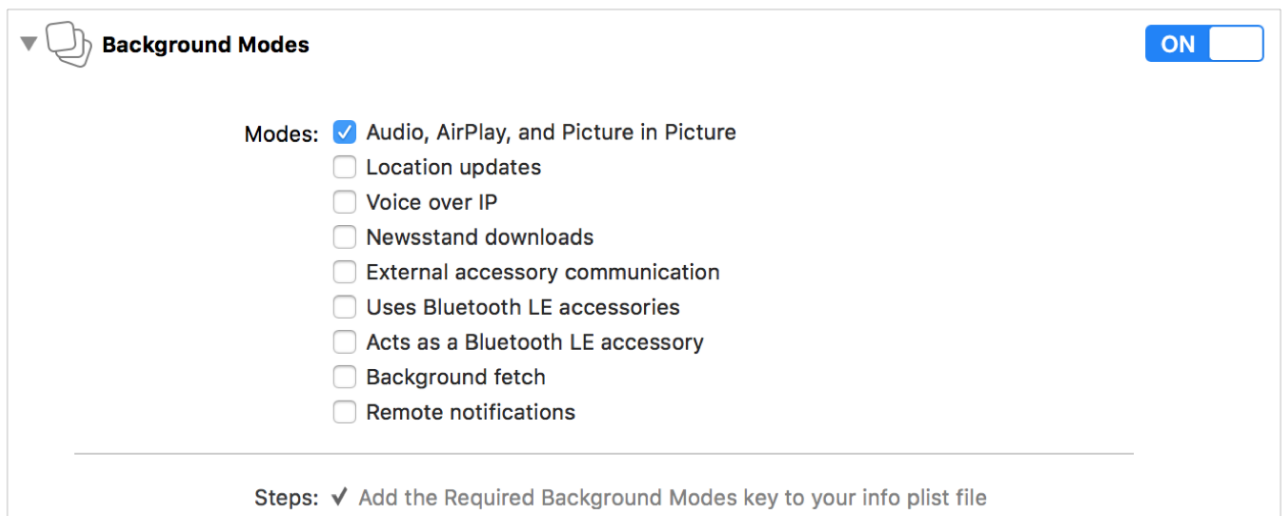 Background Modes ON
Modes: Audio, AirPlay, and Picture in Picture
Location updates
Voice over IP
Newsstand downloads
External accessory communication
Uses Bluetooth LE accessories
Acts as a Bluetooth LE accessory
Background fetch
Remote notifications
Steps: ✓ Add the Required Background Modes key to your info plist file